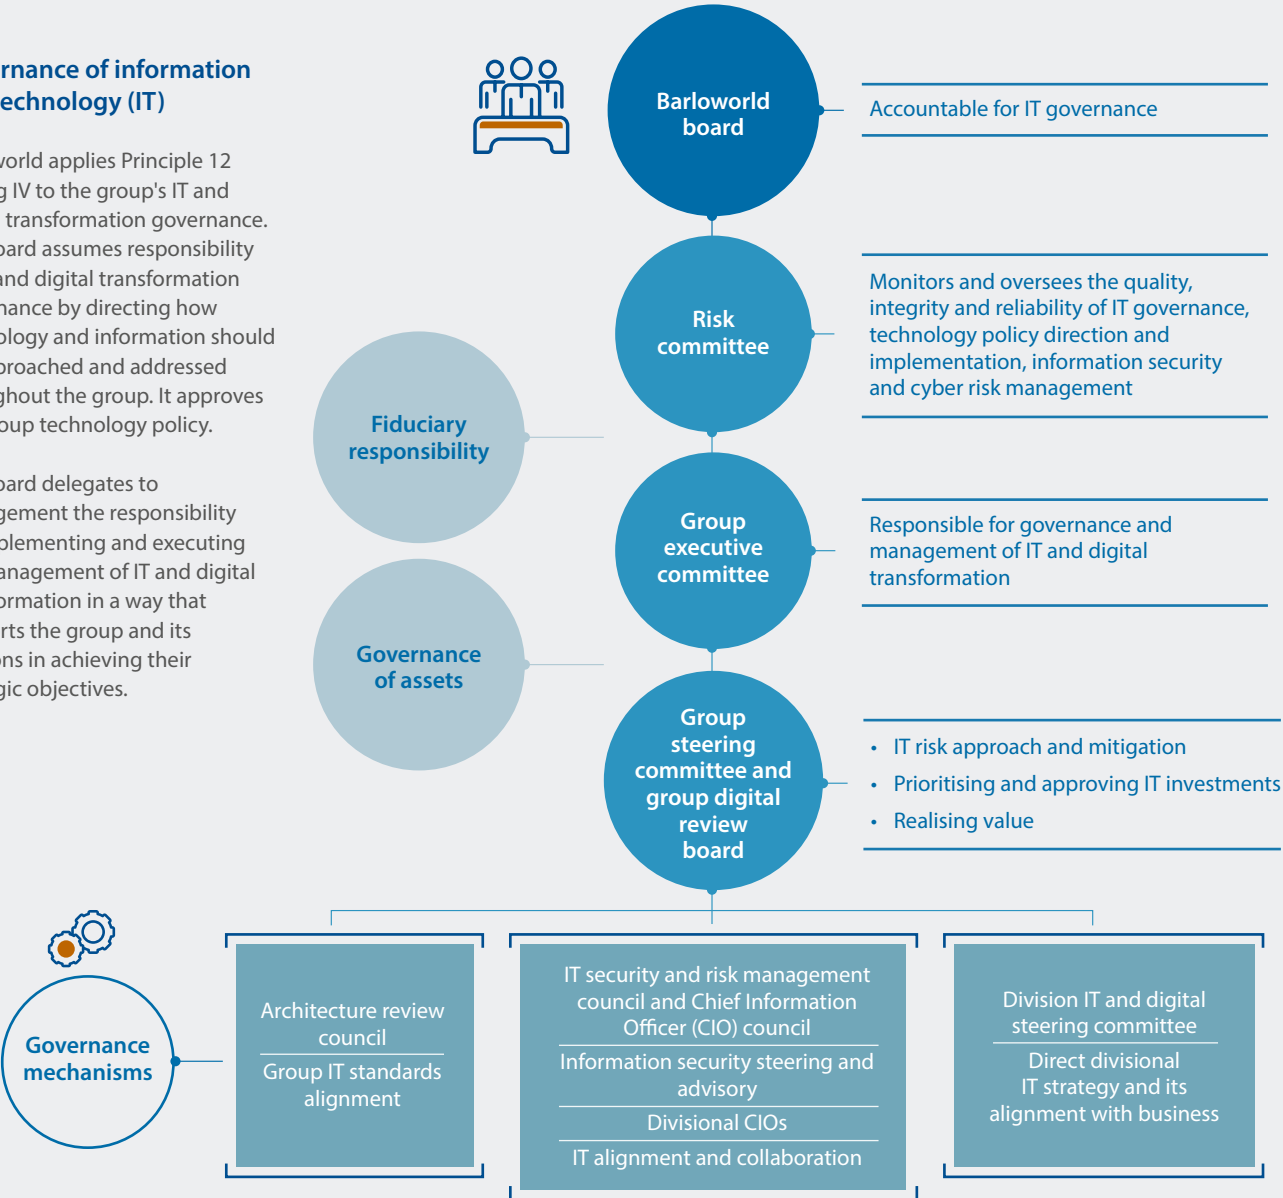 rnance of information
echnology (IT)
world applies Principle 12
g IV to the group's IT and
transformation governance.
oard assumes responsibility
and digital transformation
nance by directing how
ology and information should
proached and addressed
ghout the group. It approves
oup technology policy.
oard delegates to
gement the responsibility
plementing and executing
anagement of IT and digital
ormation in a way that
rts the group and its
ons in achieving their
gic objectives.
Barloworld
board
Accountable for IT governance
Risk
committee
Monitors and oversees the quality,
integrity and reliability of IT governance,
technology policy direction and
implementation, information security
and cyber risk management
Fiduciary
responsibility
Group
executive
committee
Responsible for governance and
management of IT and digital
transformation
Governance
of assets
Group
steering
committee and
group digital
review
board
• IT risk approach and mitigation
• Prioritising and approving IT investments
• Realising value
Governance
mechanisms
Architecture review
council
Group IT standards
alignment
IT security and risk management
council and Chief Information
Officer (CIO) council
Information security steering and
advisory
Divisional CIOs
IT alignment and collaboration
Division IT and digital
steering committee
Direct divisional
IT strategy and its
alignment with business